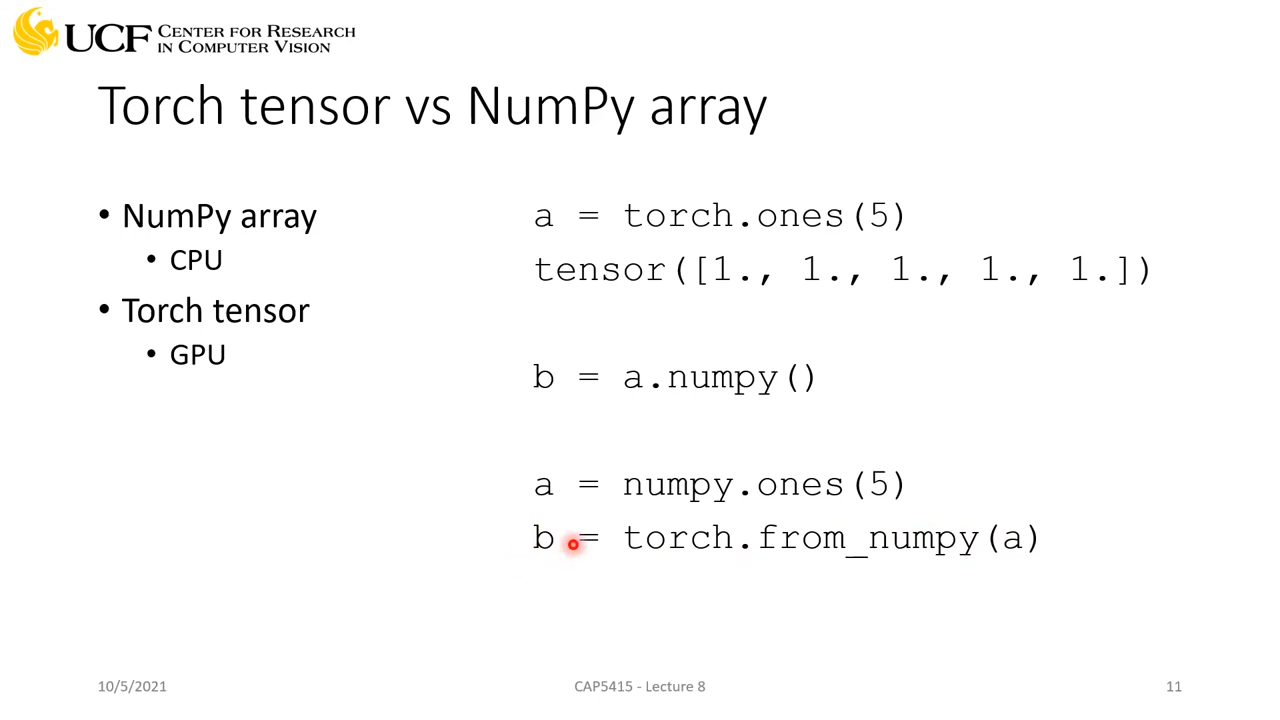 UCF CENTER FOR RESEARCH
IN COMPUTER VISION
Torch tensor vs NumPy array
• NumPy array
• CPU
• Torch tensor
• GPU
a = torch.ones(5)
tensor([1., 1., 1., 1., 1.])
b = a.numpy()
a = numpy.ones(5)
b = torch.from_numpy(a)
10/5/2021
CAP5415 - Lecture 8
11